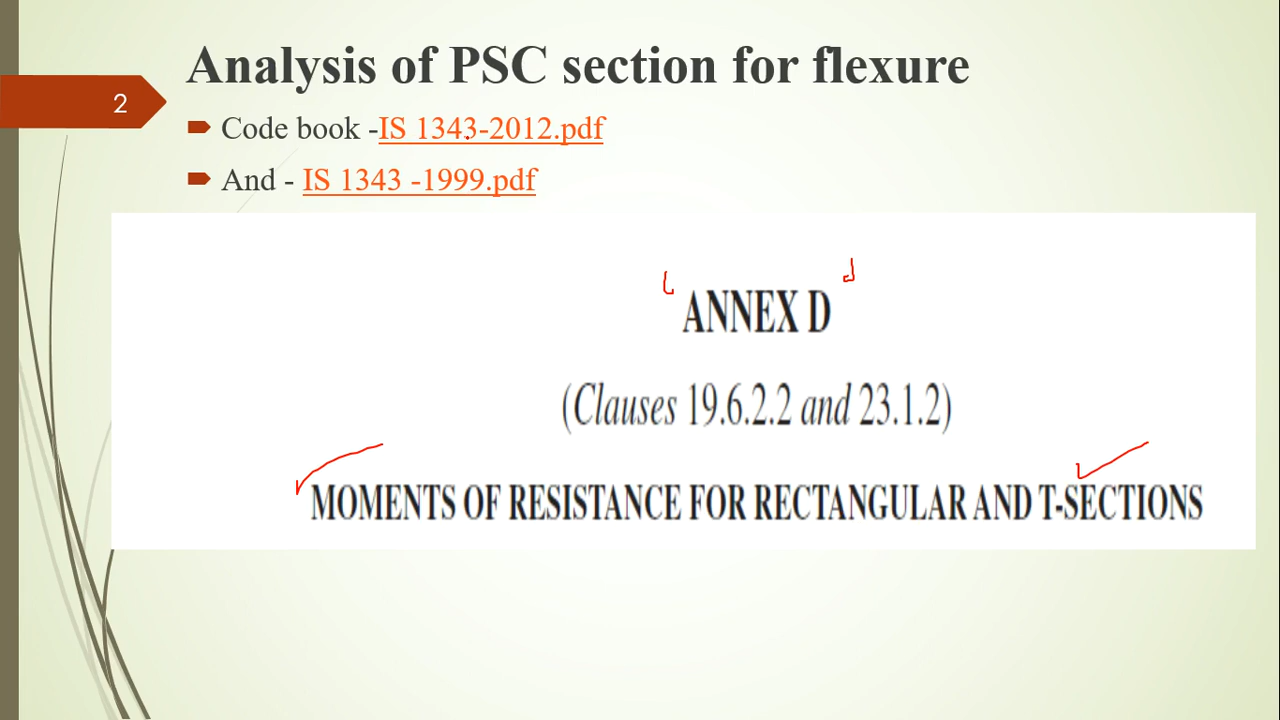 Analysis of PSC section for flexure
2
Code book -IS 1343-2012.pdf
And - IS 1343 -1999.pdf
ANNEX D
(Clauses 19.6.2.2 and 23.1.2)
MOMENTS OF RESISTANCE FOR RECTANGULAR AND T-SECTIONS